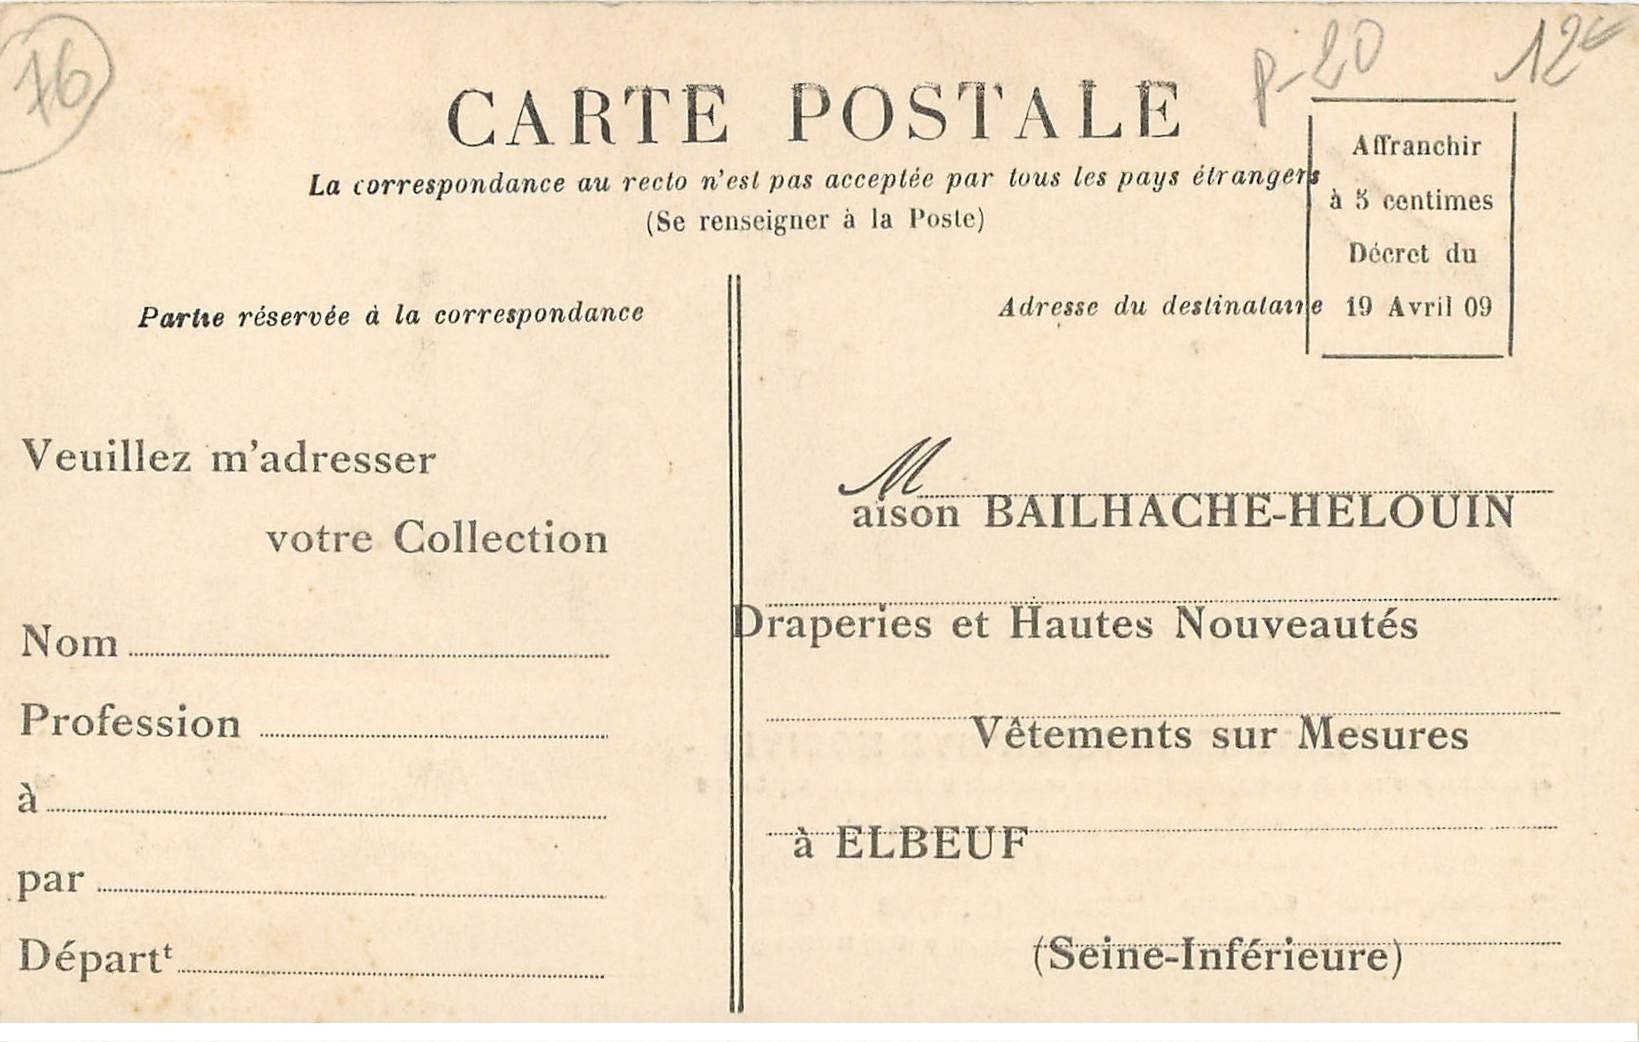 76
P-20
12€
CARTE POSTALE
La correspondance au recto n'est pas acceptée par tous les pays étrangers
(Se renseigner à la Poste)
Affranchir
à 5 centimes
Décret du
19 Avril 09
Partie réservée à la correspondance
Veuillez m'adresser
votre Collection
Nom
Profession
à
par
Départᵗ
Adresse du destinataire
Maison BAILHACHE-HELOUIN
Draperies et Hautes Nouveautés
Vêtements sur Mesures
à ELBEUF
(Seine-Inférieure)